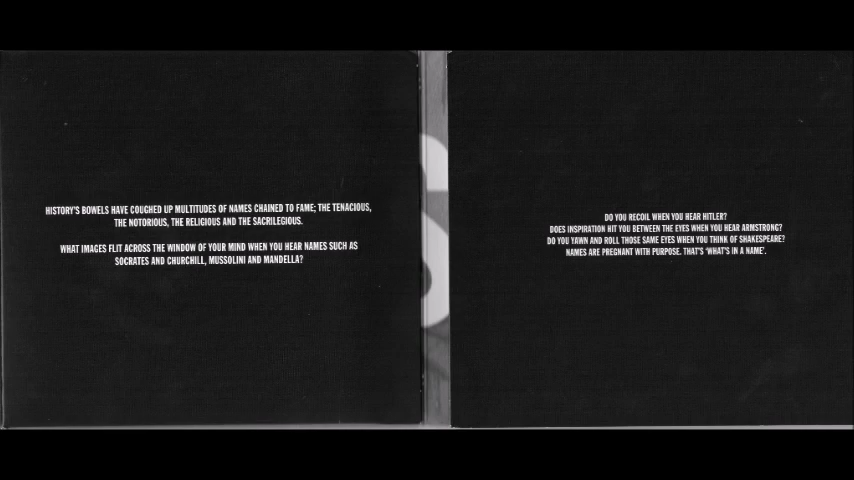 HISTORY'S BOWELS HAVE COUGHED UP MULTITUDES OF NAMES CHAINED TO FAME; THE TENACIOUS,
THE NOTORIOUS, THE RELIGIOUS AND THE SACRILEGIOUS.
WHAT IMAGES FLIT ACROSS THE WINDOW OF YOUR MIND WHEN YOU HEAR NAMES SUCH AS
SOCRATES AND CHURCHILL, MUSSOLINI AND MANDELLA?
DO YOU RECOIL WHEN YOU HEAR HITLER?
DOES INSPIRATION HIT YOU BETWEEN THE EYES WHEN YOU HEAR ARMSTRONG?
DO YOU YAWN AND ROLL THOSE SAME EYES WHEN YOU THINK OF SHAKESPEARE?
NAMES ARE PREGNANT WITH PURPOSE. THAT'S 'WHAT'S IN A NAME'.